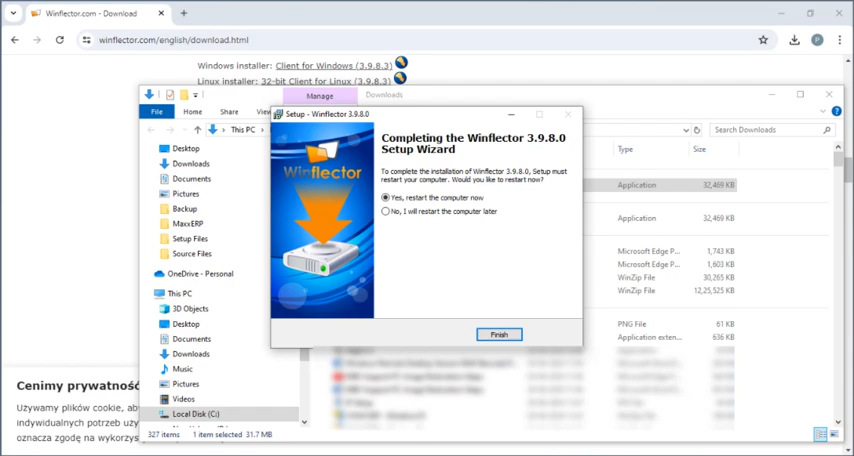 Winflector.com - Download
winflector.com/english/download.html
P
Windows installer: Client for Windows (3.9.8.3)
Linux installer: 32-bit Client for Linux (3.9.8.3)
Manage
Downloads
File
Home
Share
View
This PC
Search Downloads
Desktop
Downloads
Documents
Pictures
Backup
MaxxERP
Setup Files
Source Files
OneDrive - Personal
This PC
3D Objects
Desktop
Documents
Downloads
Music
Pictures
Videos
Local Disk (C:)
327 items
1 item selected 31.7 MB
Setup - Winflector 3.9.8.0
Winflector
Completing the Winflector 3.9.8.0
Setup Wizard
To complete the installation of Winflector 3.9.8.0, Setup must
restart your computer. Would you like to restart now?
Yes, restart the computer now
No, I will restart the computer later
Finish
Type
Size
Application
32,469 KB
Application
32,469 KB
Microsoft Edge P...
1,743 KB
Microsoft Edge P...
1,603 KB
WinZip File
30,265 KB
WinZip File
12,25,525 KB
PNG File
61 KB
Application exten...
636 KB
Cenimy prywatność
Używamy plików cookie, aby
indywidualnych potrzeb uży
oznacza zgodę na wykorzys